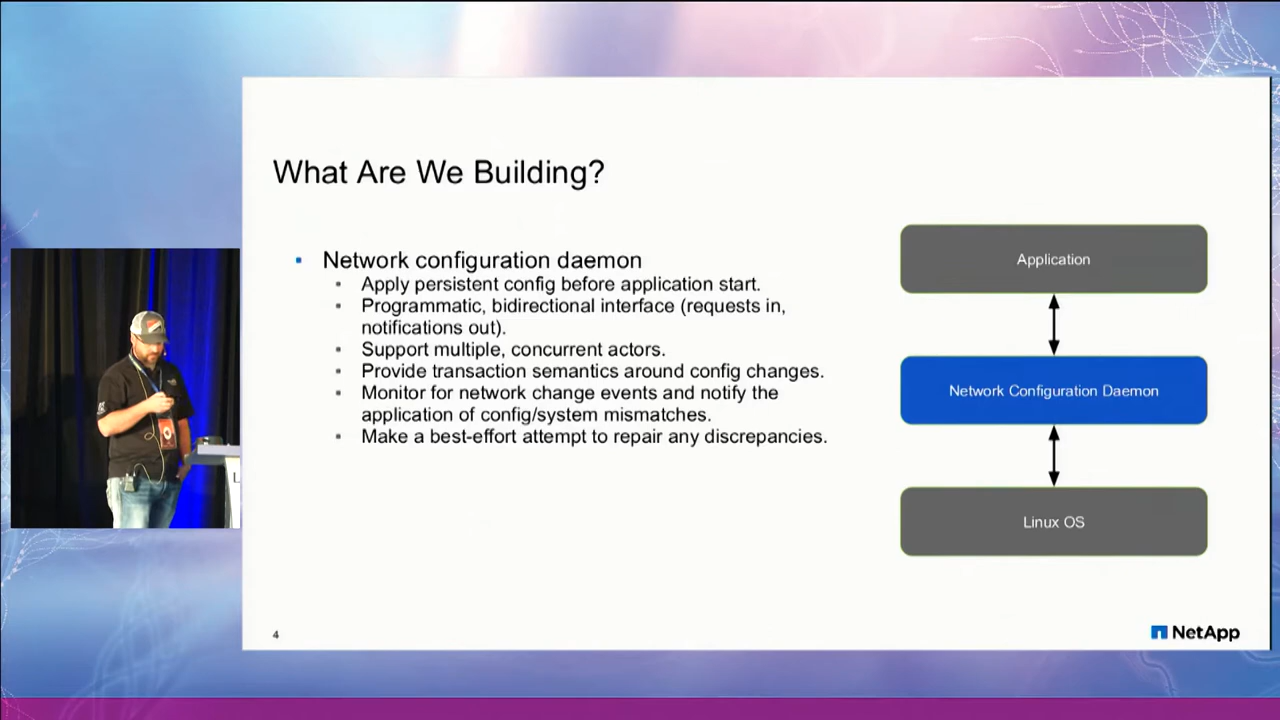 What Are We Building?
Network configuration daemon
Apply persistent config before application start.
Programmatic, bidirectional interface (requests in,
notifications out).
Support multiple, concurrent actors.
Provide transaction semantics around config changes.
Monitor for network change events and notify the
application of config/system mismatches.
Make a best-effort attempt to repair any discrepancies.
Application
Network Configuration Daemon
Linux OS
L
4
NetApp